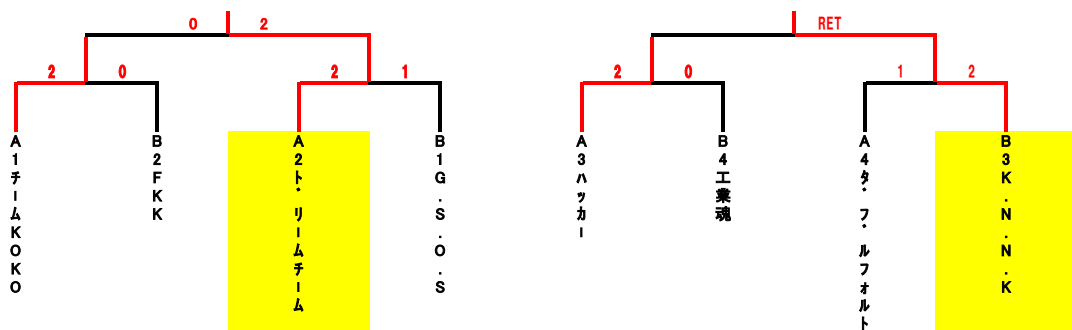 0 2
RET
2 0
2 1
2 0
1 2
A1チームKOKO
B2FKK
A2ト゛リームチーム
B1G.S.O.S
A3ハッカー
B4工業魂
A4タ゛フ゛ルフォルト
B3K.N.N.K